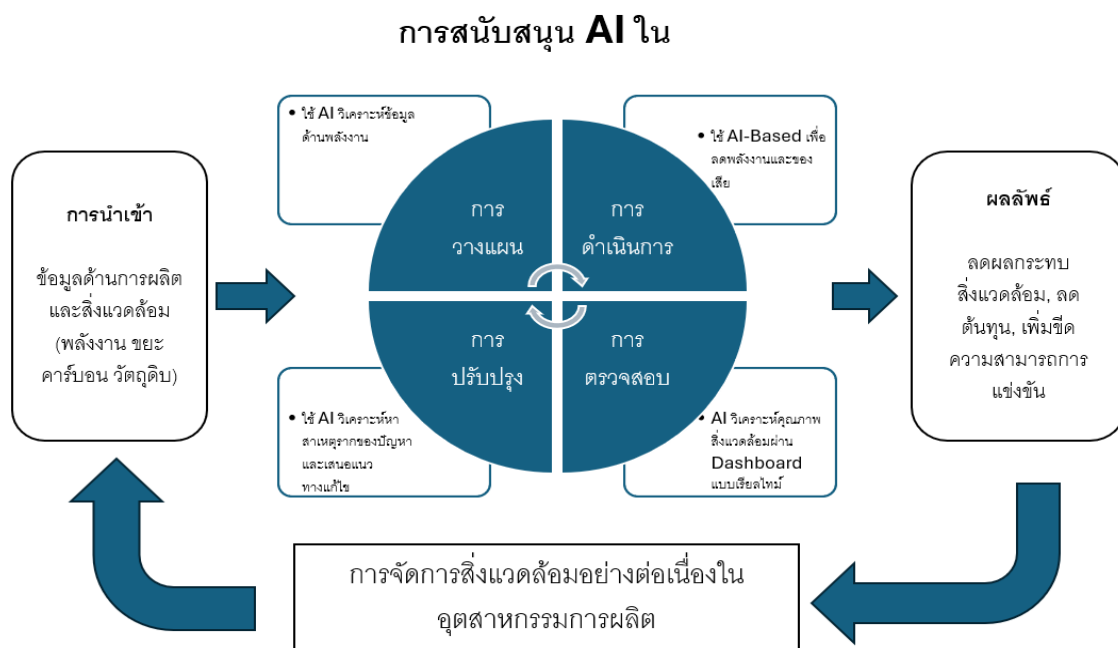 การสนับสนุน AI ใน
• ใช้ AI วิเคราะห์ข้อมูล
ด้านพลังงาน
• ใช้ AI-Based เพื่อ
ลดพลังงานและของ
เสีย
การนำเข้า
ข้อมูลด้านการผลิต
และสิ่งแวดล้อม
(พลังงาน ขยะ
คาร์บอน วัตถุดิบ)
การ
วางแผน
การ
ดำเนินการ
การ
ปรับปรุง
การ
ตรวจสอบ
• ใช้ AI วิเคราะห์หา
สาเหตุรากของปัญหา
และเสนอแนว
ทางแก้ไข
• AI วิเคราะห์คุณภาพ
สิ่งแวดล้อมผ่าน
Dashboard
แบบเรียลไทม์
ผลลัพธ์
ลดผลกระทบ
สิ่งแวดล้อม, ลด
ต้นทุน, เพิ่มขีด
ความสามารถการ
แข่งขัน
การจัดการสิ่งแวดล้อมอย่างต่อเนื่องใน
อุตสาหกรรมการผลิต